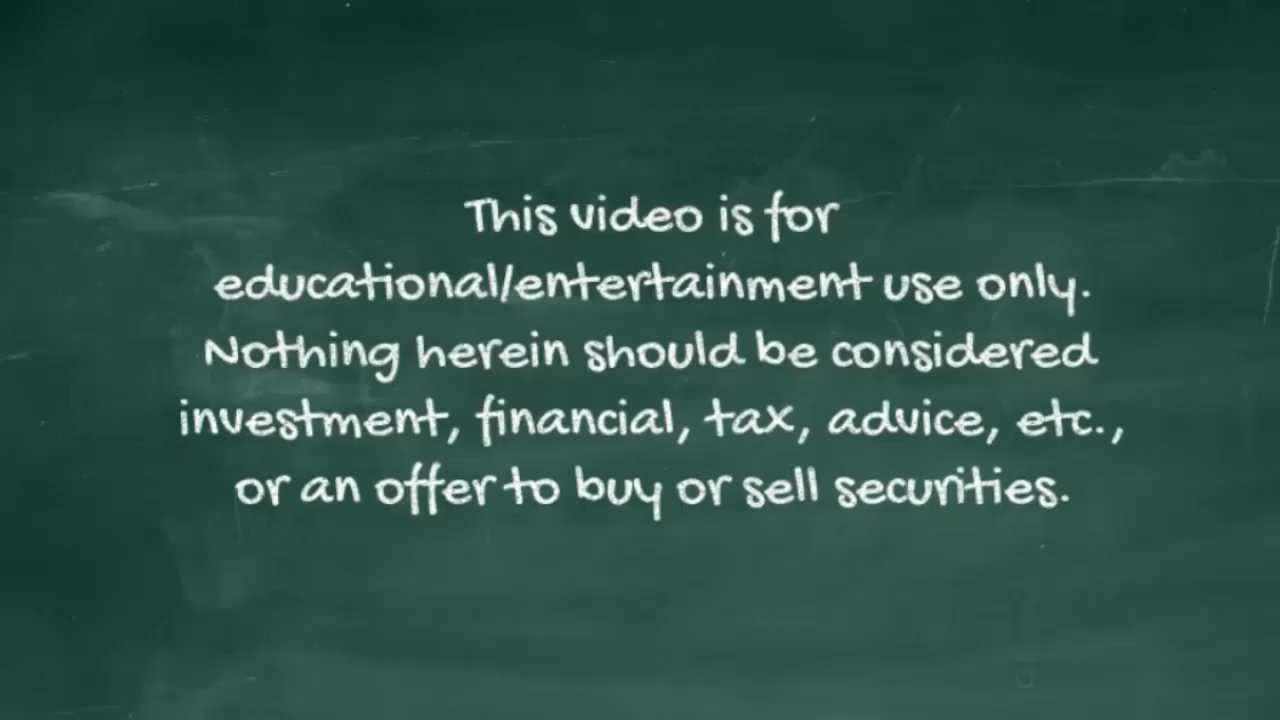 This video is for
educational/entertainment use only.
Nothing herein should be considered
investment, financial, tax, advice, etc.,
or an offer to buy or sell securities.